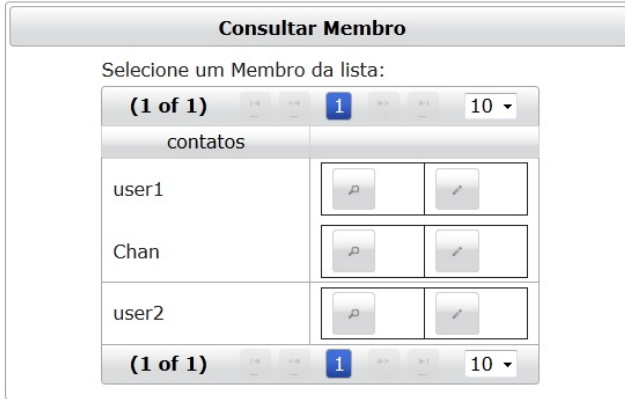 Consultar Membro
Selecione um Membro da lista:
(1 of 1) 1 10
contatos
user1
Chan
user2
(1 of 1) 1 10